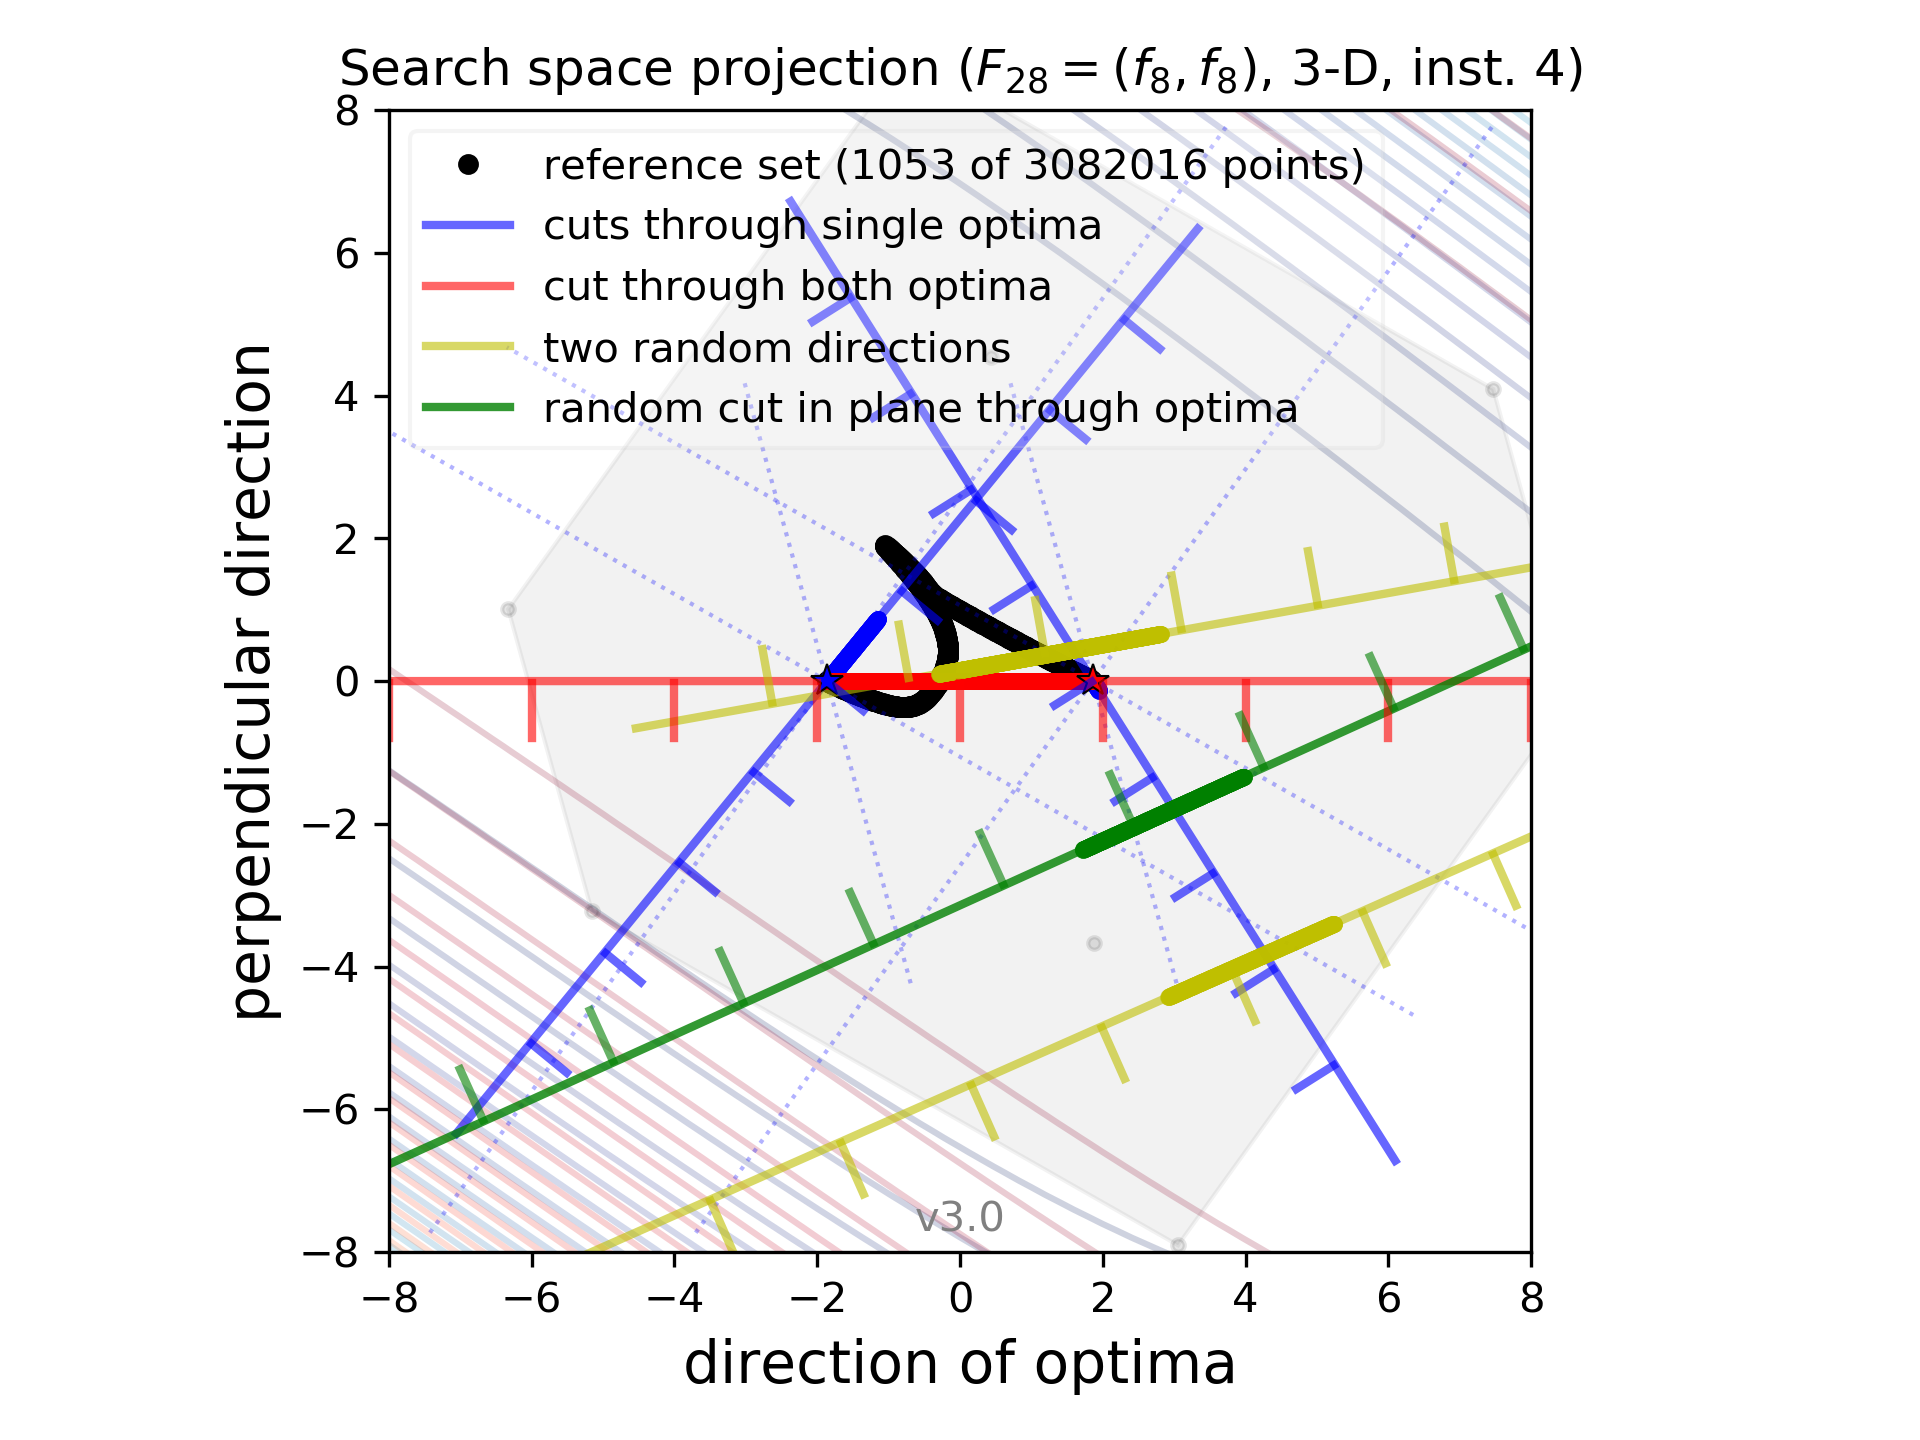 Search space projection (F₂₈ = (f₈, f₈), 3-D, inst. 4)
8
6
4
2
0
−2
−4
−6
−8
perpendicular direction
reference set (1053 of 3082016 points)
cuts through single optima
cut through both optima
two random directions
random cut in plane through optima
v3.0
−8 −6 −4 −2 0 2 4 6 8
direction of optima